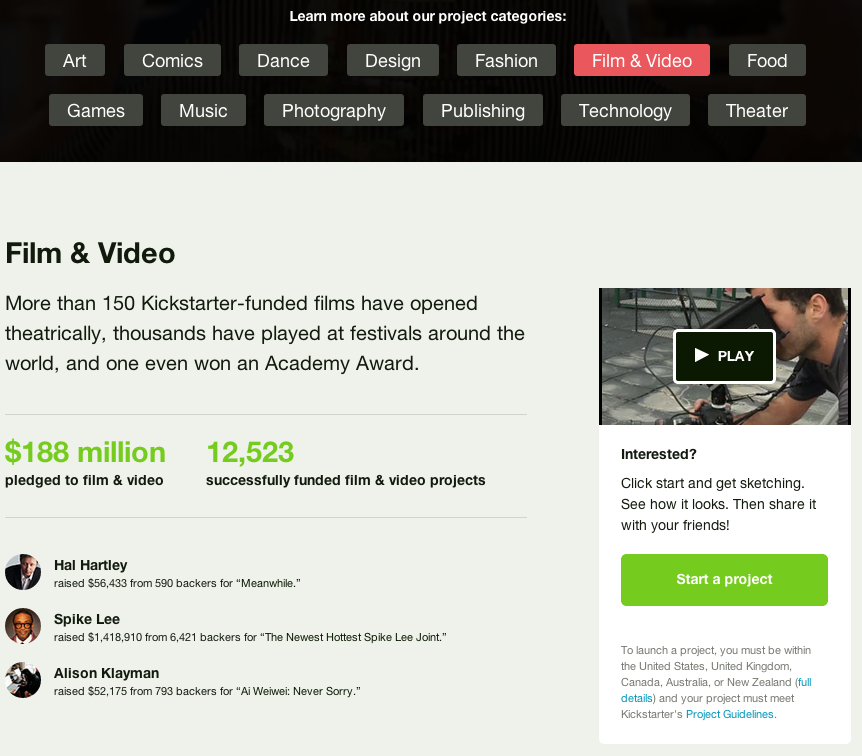 Learn more about our project categories:
Art Comics Dance Design Fashion Film & Video Food
Games Music Photography Publishing Technology Theater
Film & Video
More than 150 Kickstarter-funded films have opened
theatrically, thousands have played at festivals around the
world, and one even won an Academy Award.
$188 million 12,523
pledged to film & video successfully funded film & video projects
Hal Hartley
raised $56,433 from 590 backers for “Meanwhile.”
Spike Lee
raised $1,418,910 from 6,421 backers for “The Newest Hottest Spike Lee Joint.”
Alison Klayman
raised $52,175 from 793 backers for “Ai Weiwei: Never Sorry.”
PLAY
Interested?
Click start and get sketching.
See how it looks. Then share it
with your friends!
Start a project
To launch a project, you must be within
the United States, United Kingdom,
Canada, Australia, or New Zealand (full
details) and your project must meet
Kickstarter's Project Guidelines.